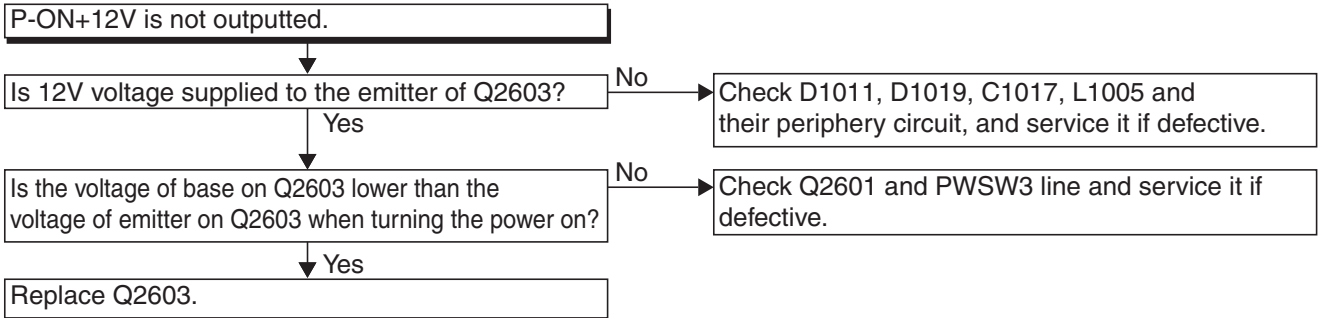 P-ON+12V is not outputted.
Is 12V voltage supplied to the emitter of Q2603?
No
Check D1011, D1019, C1017, L1005 and
their periphery circuit, and service it if defective.
Yes
Is the voltage of base on Q2603 lower than the
voltage of emitter on Q2603 when turning the power on?
No
Check Q2601 and PWSW3 line and service it if
defective.
Yes
Replace Q2603.